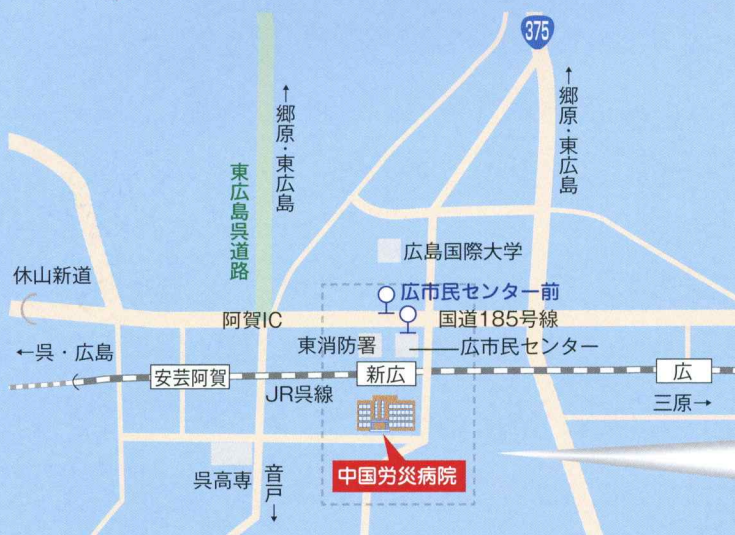 375
↑郷原・東広島
↑郷原・東広島
東広島呉道路
広島国際大学
休山新道
広市民センター前
阿賀IC
国道185号線
東消防署
広市民センター
←呉・広島
安芸阿賀
新広
広
JR呉線
三原→
中国労災病院
呉高専
音戸→